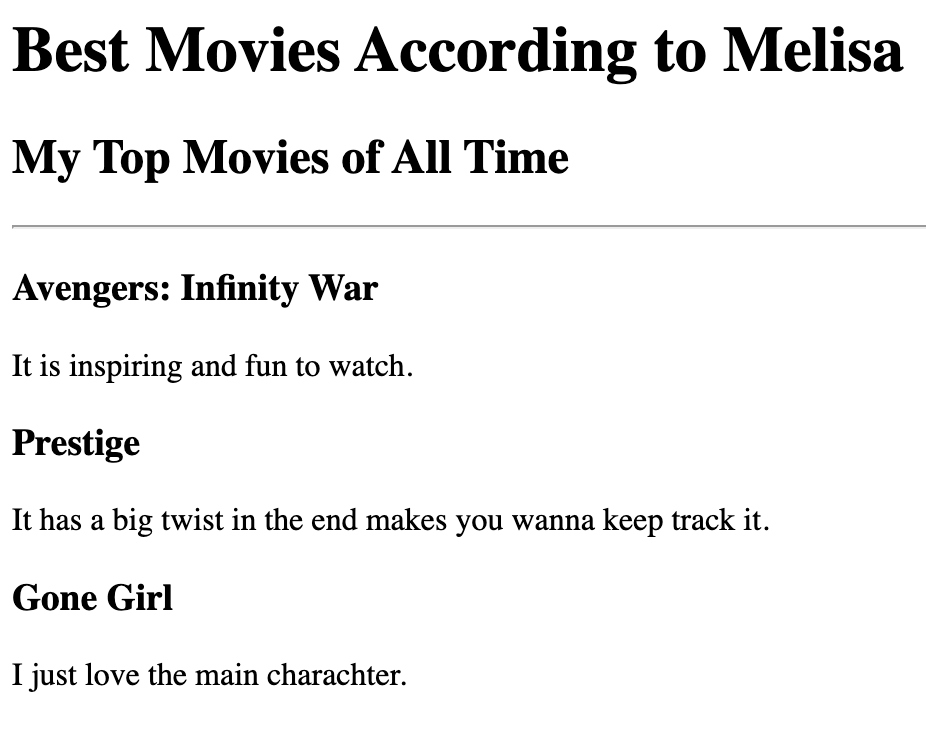 Best Movies According to Melisa
My Top Movies of All Time
Avengers: Infinity War
It is inspiring and fun to watch.
Prestige
It has a big twist in the end makes you wanna keep track it.
Gone Girl
I just love the main charachter.